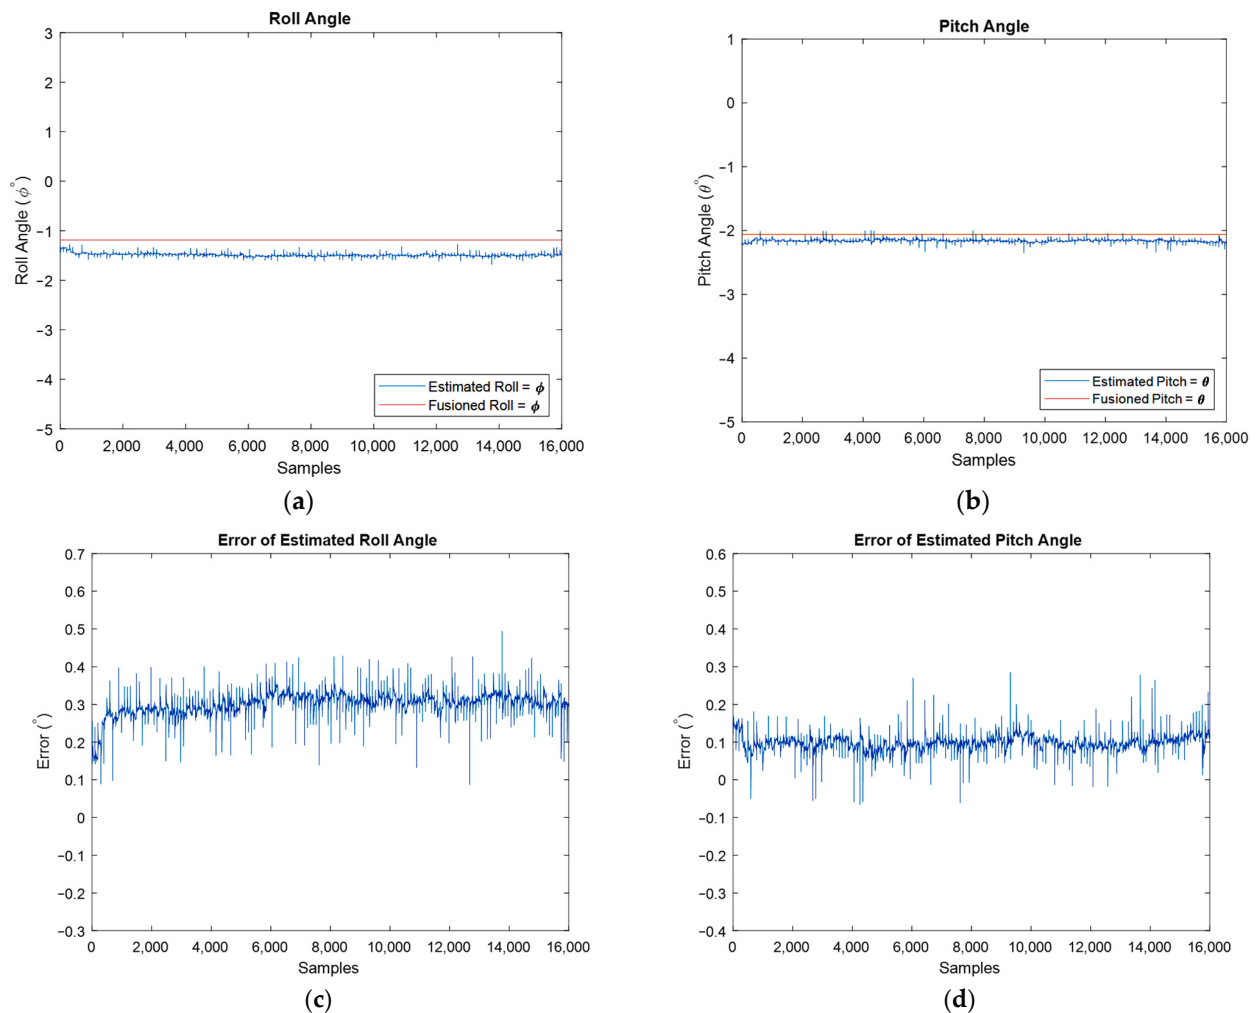 Roll Angle
3
2
1
0
−1
−2
−3
−4
−5
Roll Angle (ϕ°)
Estimated Roll = ϕ
Fusioned Roll = ϕ
0 2,000 4,000 6,000 8,000 10,000 12,000 14,000 16,000
Samples
(a)
Pitch Angle
1
0
−1
−2
−3
−4
−5
Pitch Angle (θ°)
Estimated Pitch = θ
Fusioned Pitch = θ
0 2,000 4,000 6,000 8,000 10,000 12,000 14,000 16,000
Samples
(b)
Error of Estimated Roll Angle
0.7
0.6
0.5
0.4
0.3
0.2
0.1
0
−0.1
−0.2
−0.3
Error (°)
0 2,000 4,000 6,000 8,000 10,000 12,000 14,000 16,000
Samples
(c)
Error of Estimated Pitch Angle
0.6
0.5
0.4
0.3
0.2
0.1
0
−0.1
−0.2
−0.3
−0.4
Error (°)
0 2,000 4,000 6,000 8,000 10,000 12,000 14,000 16,000
Samples
(d)